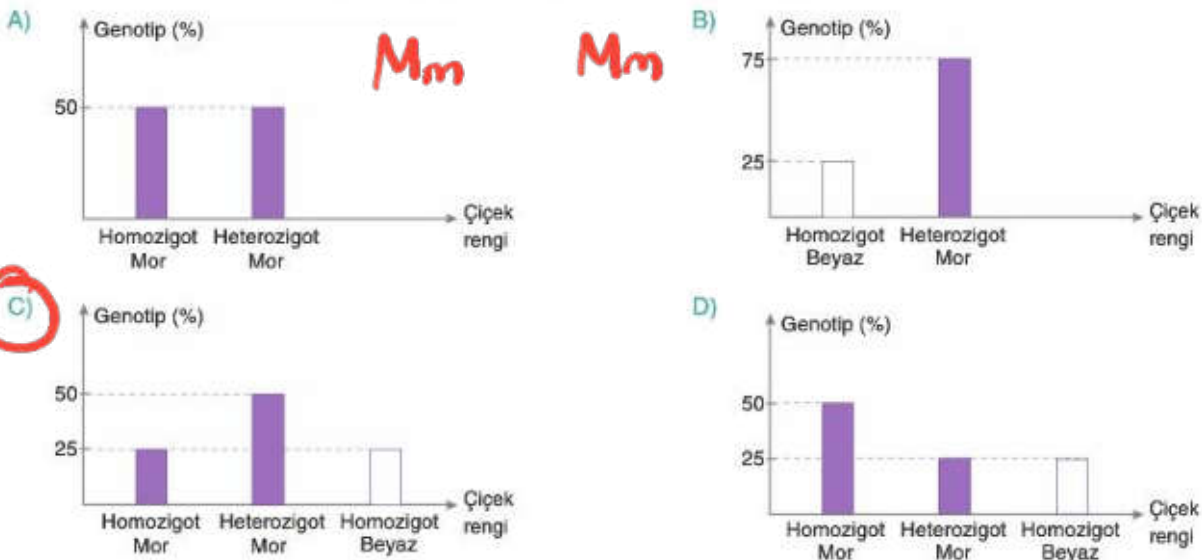 A)
Genotip (%)
50
Homozigot Heterozigot
Mor Mor
Çiçek
rengi
Mm Mm
B)
Genotip (%)
75
25
Homozigot Heterozigot
Beyaz Mor
Çiçek
rengi
C)
Genotip (%)
50
25
Homozigot Heterozigot Homozigot
Mor Mor Beyaz
Çiçek
rengi
D)
Genotip (%)
50
25
Homozigot Heterozigot Homozigot
Mor Mor Beyaz
Çiçek
rengi